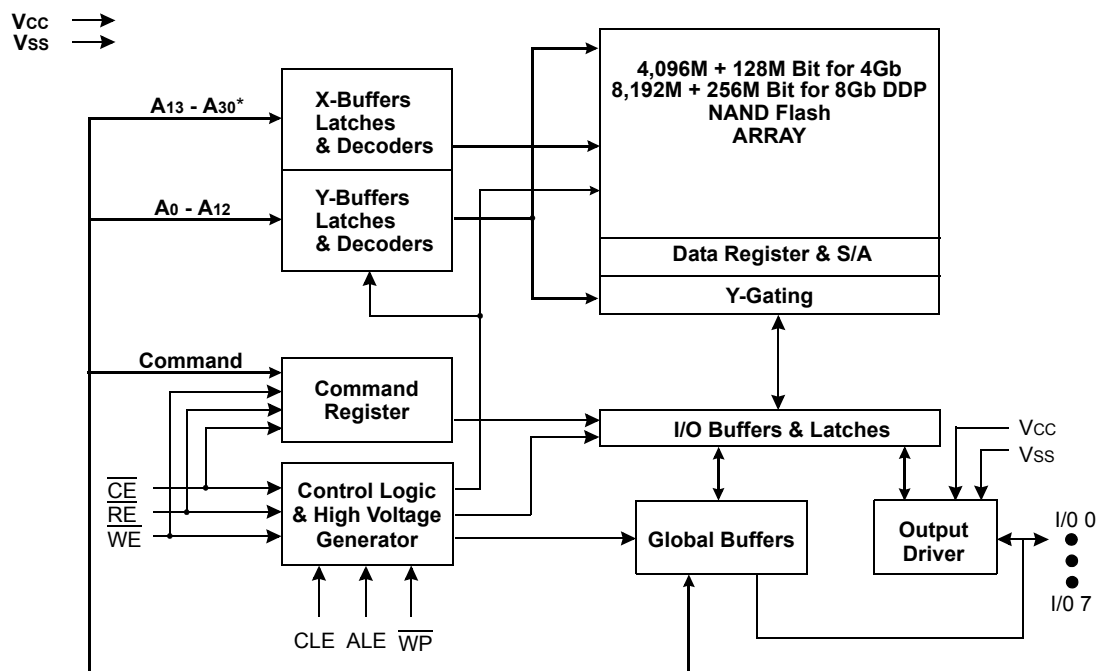 VCC
VSS
A13 - A30*
X-Buffers
Latches
& Decoders
A0 - A12
Y-Buffers
Latches
& Decoders
4,096M + 128M Bit for 4Gb
8,192M + 256M Bit for 8Gb DDP
NAND Flash
ARRAY
Data Register & S/A
Y-Gating
Command
Command
Register
I/O Buffers & Latches
VCC
VSS
CE
RE
WE
Control Logic
& High Voltage
Generator
Global Buffers
Output
Driver
I/0 0
I/0 7
CLE
ALE
WP